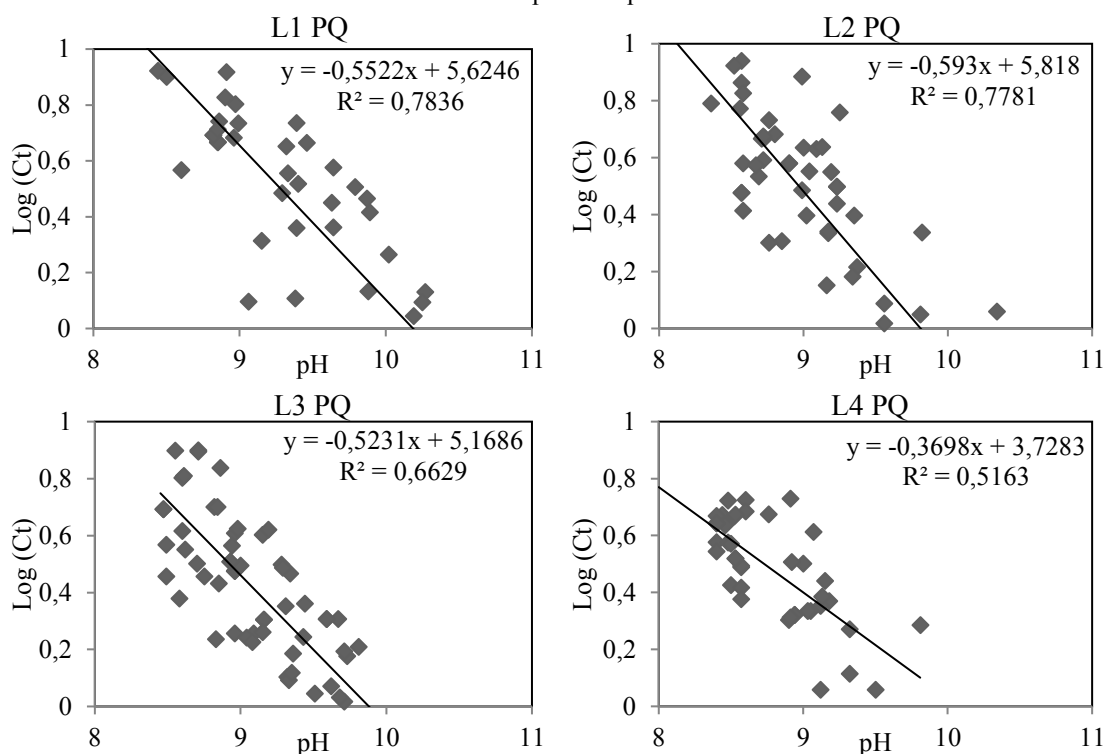 L1 PQ
y = -0,5522x + 5,6246
R² = 0,7836
Log (Ct)
1
0,8
0,6
0,4
0,2
0
8
9
10
11
pH
L2 PQ
y = -0,593x + 5,818
R² = 0,7781
Log (Ct)
1
0,8
0,6
0,4
0,2
0
8
9
10
11
pH
L3 PQ
y = -0,5231x + 5,1686
R² = 0,6629
Log (Ct)
1
0,8
0,6
0,4
0,2
0
8
9
10
11
pH
L4 PQ
y = -0,3698x + 3,7283
R² = 0,5163
Log (Ct)
1
0,8
0,6
0,4
0,2
0
8
9
10
11
pH